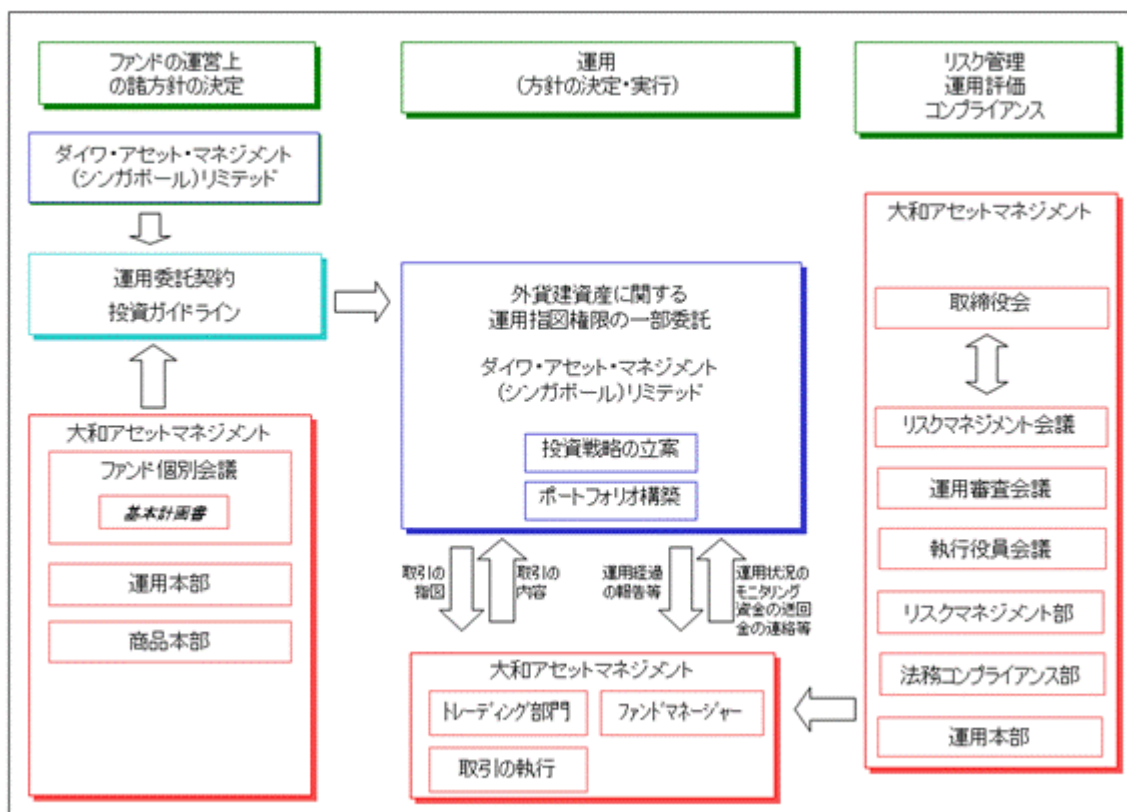 ファンドの運営上
の諸方針の決定
運用
(方針の決定・実行)
リスク管理
運用評価
コンプライアンス
ダイワ・アセット・マネジメント
(シンガポール)リミテッド
運用委託契約
投資ガイドライン
大和アセットマネジメント
ファンド個別会議
基本計画書
運用本部
商品本部
外貨建資産に関する
運用指図権限の一部委託
ダイワ・アセット・マネジメント
(シンガポール)リミテッド
投資戦略の立案
ポートフォリオ構築
取引の
指図
取引の
内容
運用経過
の報告等
運用状況の
モニタリング
資金の送回
金の連絡等
大和アセットマネジメント
トレーディング部門
ファンドマネージャー
取引の執行
大和アセットマネジメント
取締役会
リスクマネジメント会議
運用審査会議
執行役員会議
リスクマネジメント部
法務コンプライアンス部
運用本部